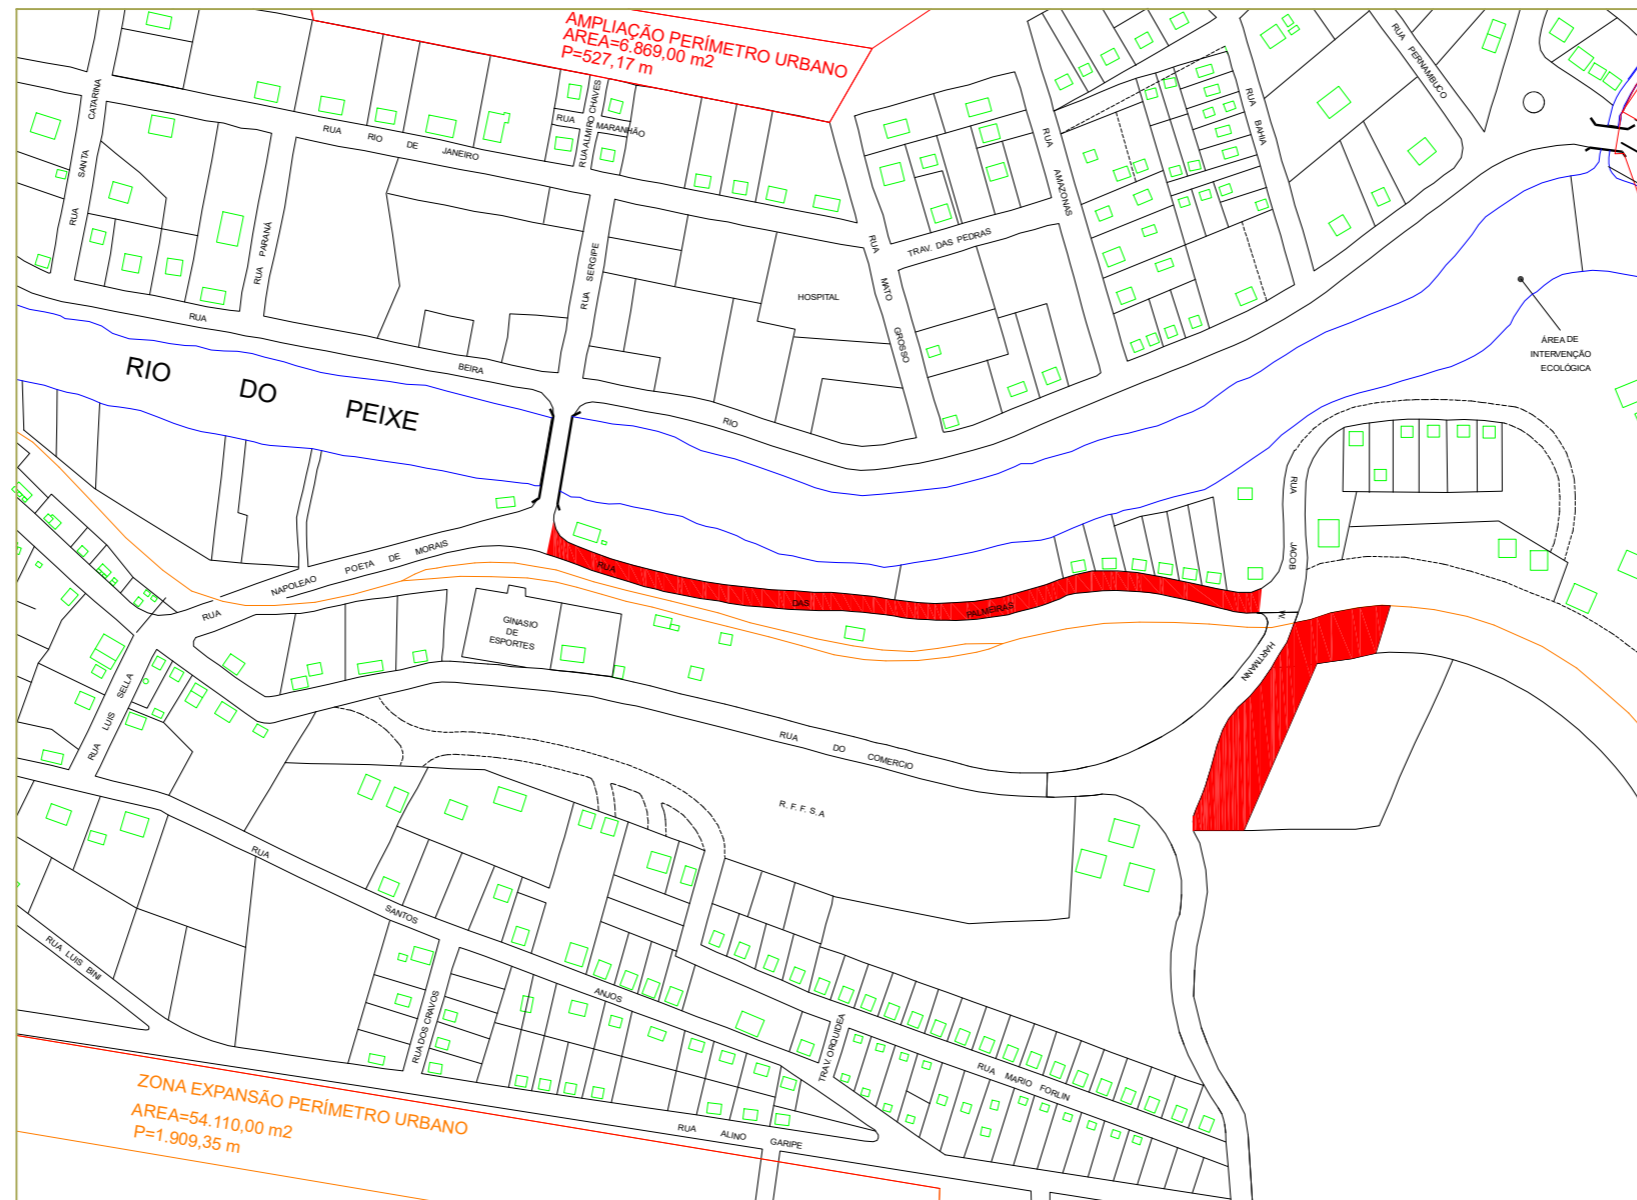 AMPLIAÇÃO PERÍMETRO URBANO
AREA=6.869,00 m2
P=527,17 m
RUA SANTA CATARINA
RUA RIO DE JANEIRO
RUA ALMIRO CHAVES
RUA MARANHÃO
RUA PARANÁ
RUA SERGIPE
HOSPITAL
RUA MATO GROSSO
TRAV. DAS PEDRAS
RUA AMAZONAS
RUA BAHIA
RUA PERNAMBUCO
RUA BEIRA RIO
RIO DO PEIXE
ÁREA DE
INTERVENÇÃO
ECOLÓGICA
RUA NAPOLEAO POETA DE MORAIS
RUA DAS PALMEIRAS
RUA JACOB W. HARTMANN
GINASIO
DE
ESPORTES
RUA LUIS SELLA
RUA DO COMERCIO
R. F. F. S. A
RUA SANTOS ANJOS
RUA LUIS BINI
RUA DOS CRAVOS
TRAV. ORQUIDEA
RUA MARIO FORLIN
RUA ALINO GARIPE
ZONA EXPANSÃO PERÍMETRO URBANO
AREA=54.110,00 m2
P=1.909,35 m